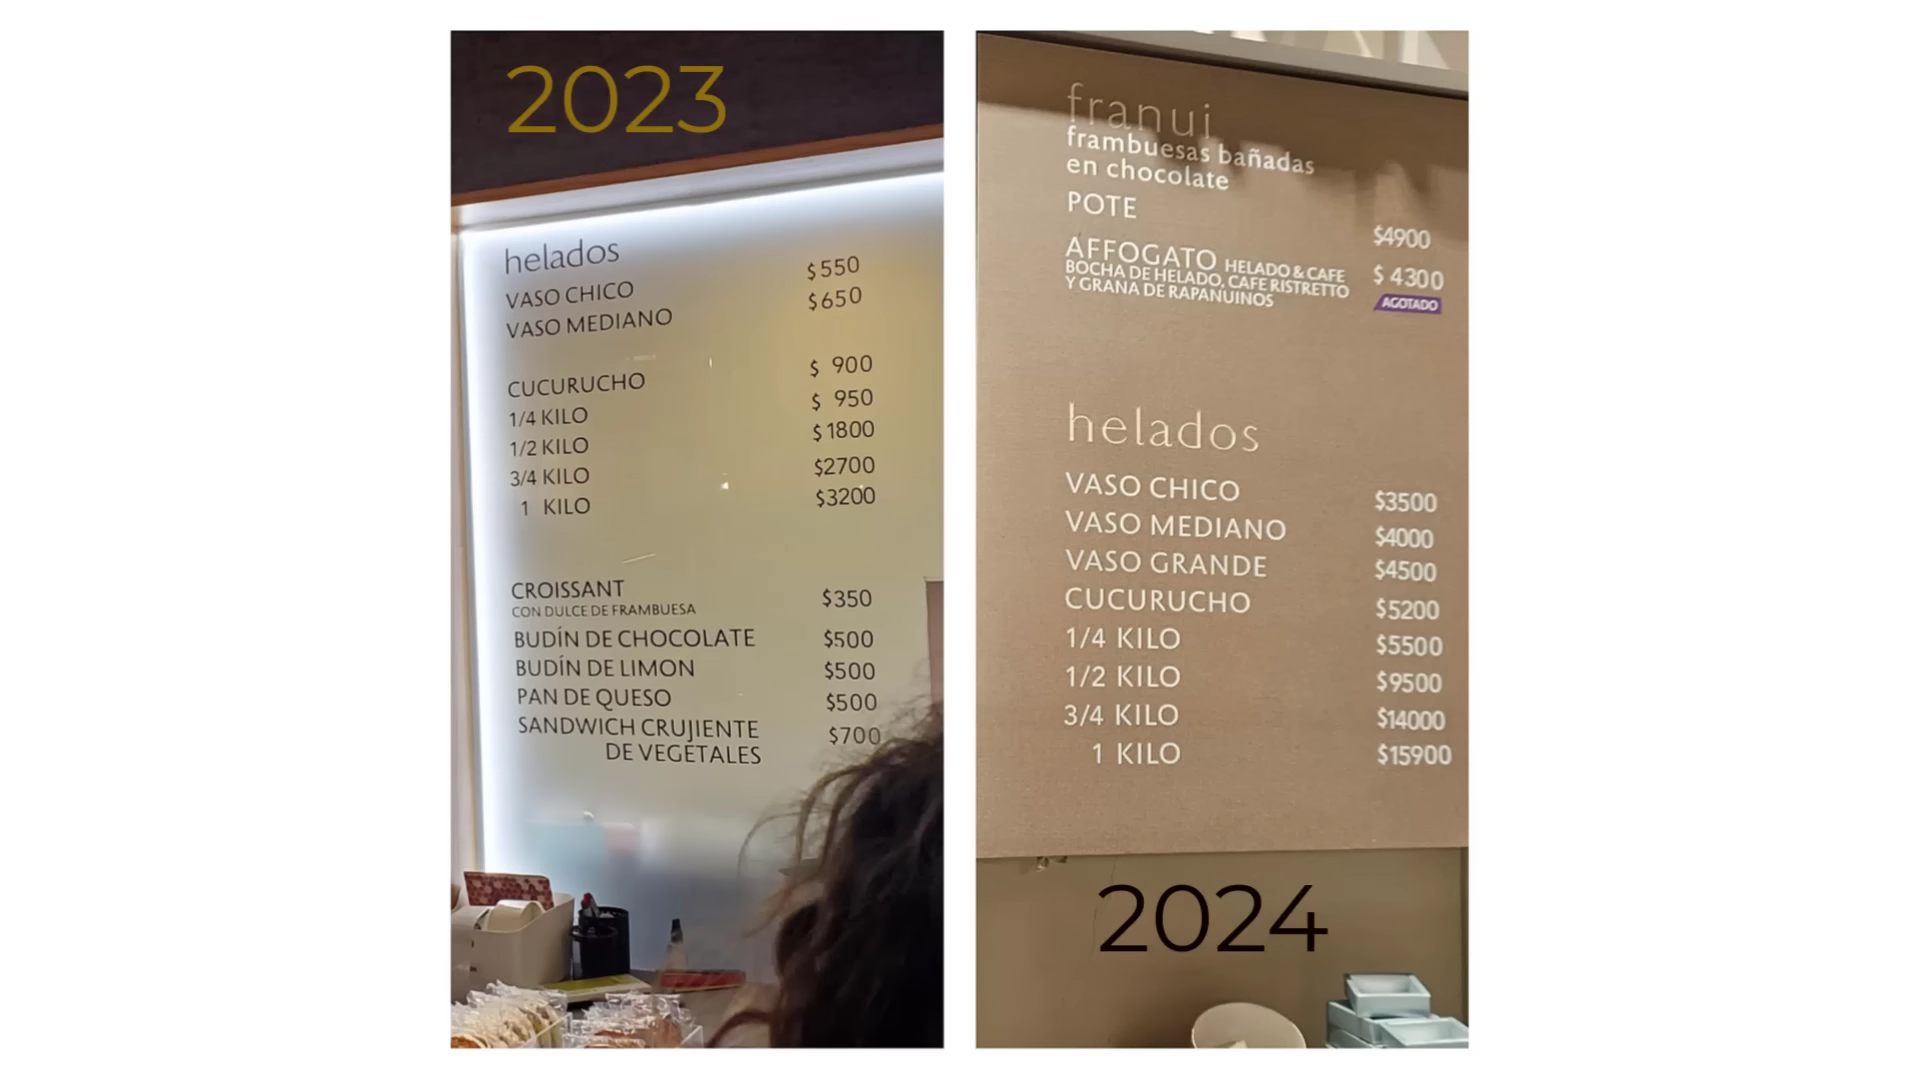 2023
helados
VASO CHICO $550
VASO MEDIANO $650
CUCURUCHO $ 900
1/4 KILO $ 950
1/2 KILO $1800
3/4 KILO $2700
1 KILO $3200
CROISSANT $350
CON DULCE DE FRAMBUESA
BUDÍN DE CHOCOLATE $500
BUDÍN DE LIMON $500
PAN DE QUESO $500
SANDWICH CRUJIENTE $700
DE VEGETALES
franui
frambuesas bañadas
en chocolate
POTE $4900
AFFOGATO HELADO & CAFE $ 4300
BOCHA DE HELADO, CAFE RISTRETTO
Y GRANA DE RAPANUINOS AGOTADO
helados
VASO CHICO $3500
VASO MEDIANO $4000
VASO GRANDE $4500
CUCURUCHO $5200
1/4 KILO $5500
1/2 KILO $9500
3/4 KILO $14000
1 KILO $15900
2024